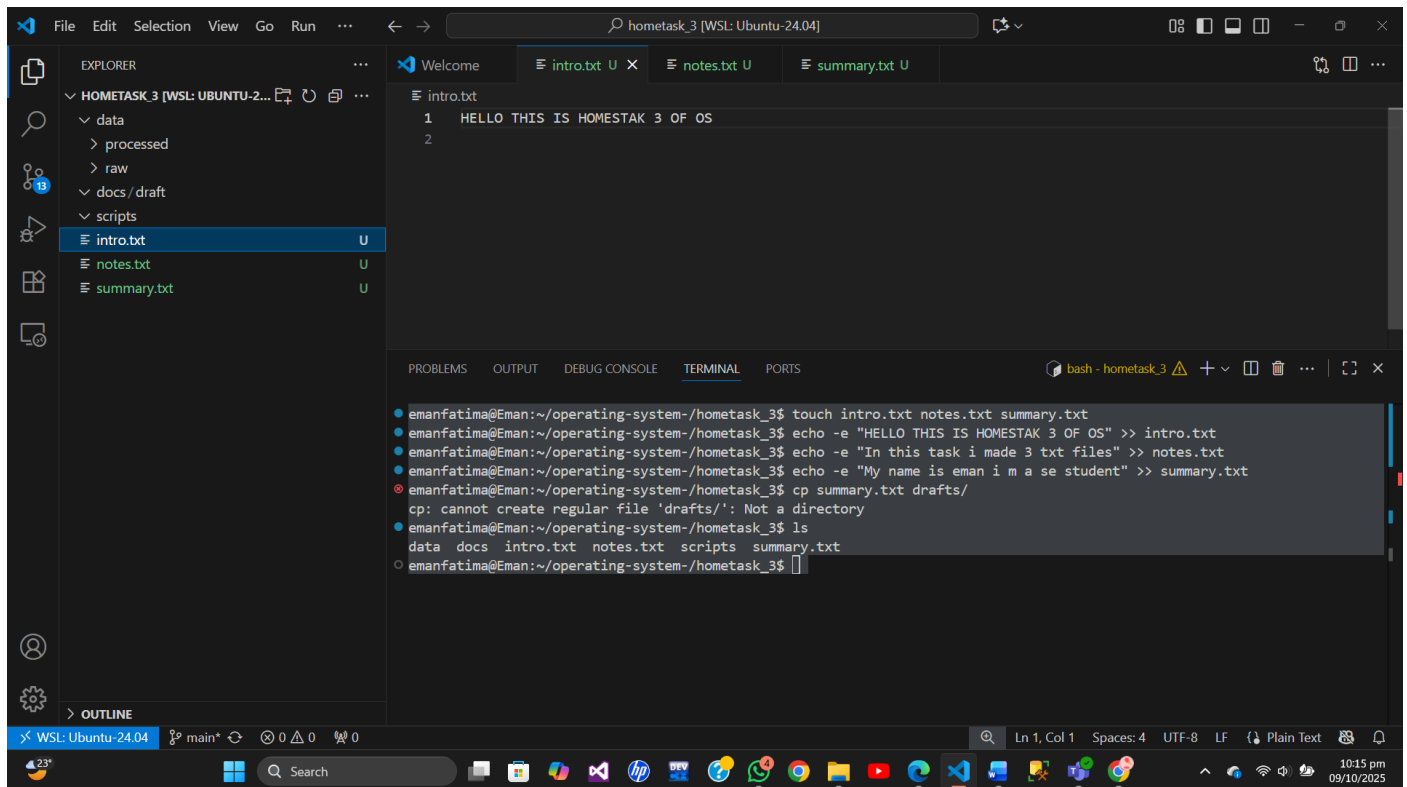 File Edit Selection View Go Run ...
hometask_3 [WSL: Ubuntu-24.04]
EXPLORER
Welcome
intro.txt U
notes.txt U
summary.txt U
HOMETASK_3 [WSL: UBUNTU-2...
intro.txt
data
1 HELLO THIS IS HOMESTAK 3 OF OS
2
processed
raw
13
docs/draft
scripts
intro.txt U
notes.txt U
summary.txt U
PROBLEMS OUTPUT DEBUG CONSOLE TERMINAL PORTS
bash - hometask_3
emanfatima@Eman:~/operating-system-/hometask_3$ touch intro.txt notes.txt summary.txt
emanfatima@Eman:~/operating-system-/hometask_3$ echo -e "HELLO THIS IS HOMESTAK 3 OF OS" >> intro.txt
emanfatima@Eman:~/operating-system-/hometask_3$ echo -e "In this task i made 3 txt files" >> notes.txt
emanfatima@Eman:~/operating-system-/hometask_3$ echo -e "My name is eman i m a se student" >> summary.txt
emanfatima@Eman:~/operating-system-/hometask_3$ cp summary.txt drafts/
cp: cannot create regular file 'drafts/': Not a directory
emanfatima@Eman:~/operating-system-/hometask_3$ ls
data docs intro.txt notes.txt scripts summary.txt
emanfatima@Eman:~/operating-system-/hometask_3$
OUTLINE
WSL: Ubuntu-24.04 main* 0 0 0
Ln 1, Col 1 Spaces: 4 UTF-8 LF Plain Text
23°
Search
hp
DEV
4
10:15 pm
09/10/2025